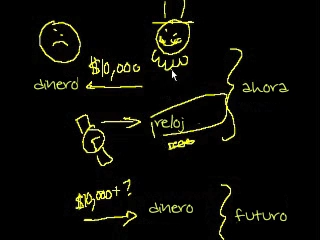 $10,000
dinero
ahora
reloj
$10,000+ ?
dinero
futuro